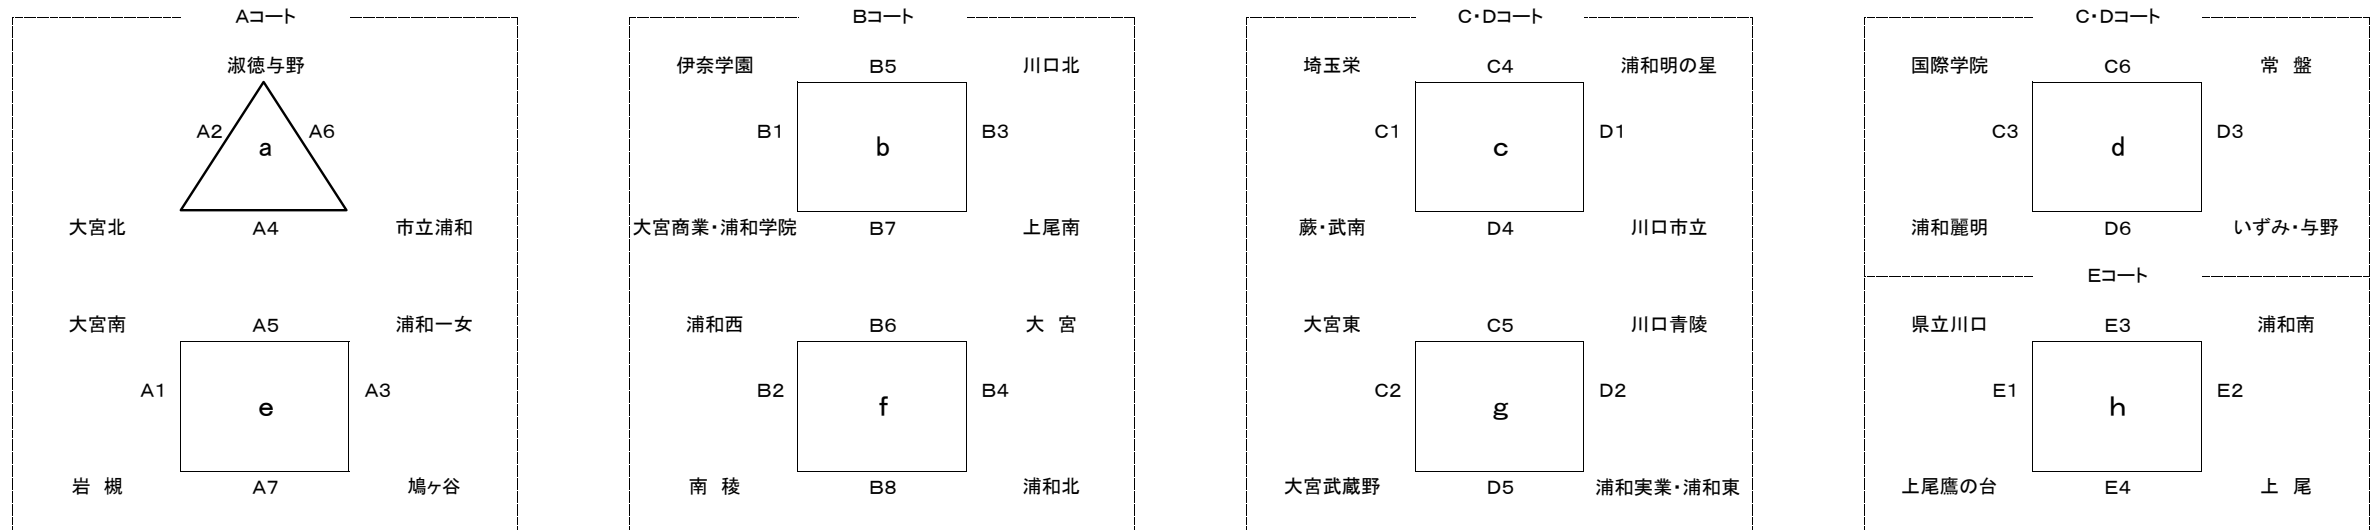 Aコート
淑徳与野
A2
A6
a
大宮北
A4
市立浦和
大宮南
A5
浦和一女
A1
e
A3
岩　槻
A7
鳩ヶ谷
Bコート
伊奈学園
B5
川口北
B1
b
B3
大宮商業・浦和学院
B7
上尾南
浦和西
B6
大　宮
B2
f
B4
南　稜
B8
浦和北
C・Dコート
埼玉栄
C4
浦和明の星
C1
c
D1
蕨・武南
D4
川口市立
大宮東
C5
川口青陵
C2
g
D2
大宮武蔵野
D5
浦和実業・浦和東
C・Dコート
国際学院
C6
常　盤
C3
d
D3
浦和麗明
D6
いずみ・与野
Eコート
県立川口
E3
浦和南
E1
h
E2
上尾鷹の台
E4
上　尾